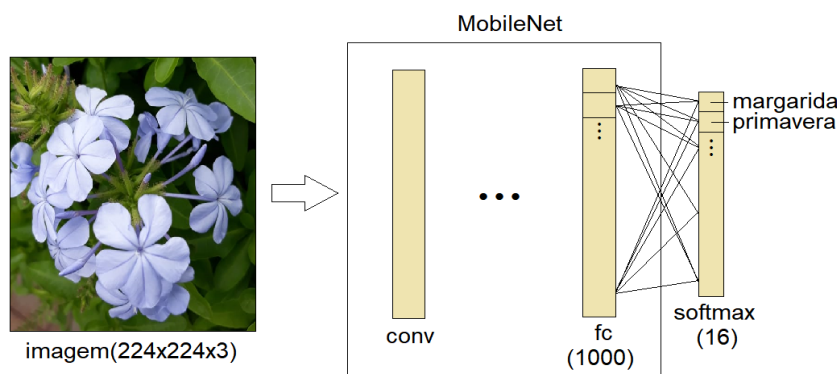 MobileNet
margarida
primavera
imagem(224x224x3)
conv
fc
(1000)
softmax
(16)